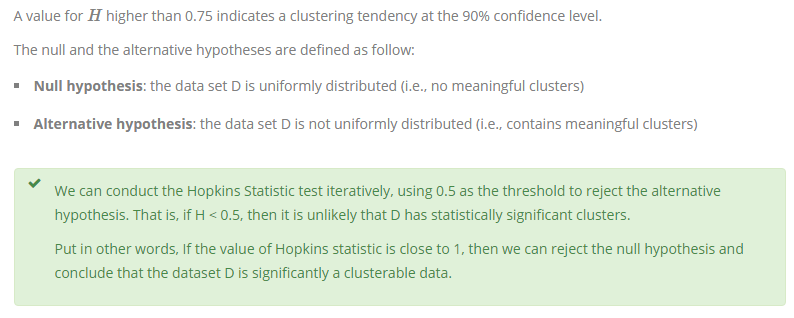 A value for H higher than 0.75 indicates a clustering tendency at the 90% confidence level.
The null and the alternative hypotheses are defined as follow:
▪ Null hypothesis: the data set D is uniformly distributed (i.e., no meaningful clusters)
▪ Alternative hypothesis: the data set D is not uniformly distributed (i.e., contains meaningful clusters)
We can conduct the Hopkins Statistic test iteratively, using 0.5 as the threshold to reject the alternative
hypothesis. That is, if H < 0.5, then it is unlikely that D has statistically significant clusters.
Put in other words, If the value of Hopkins statistic is close to 1, then we can reject the null hypothesis and
conclude that the dataset D is significantly a clusterable data.